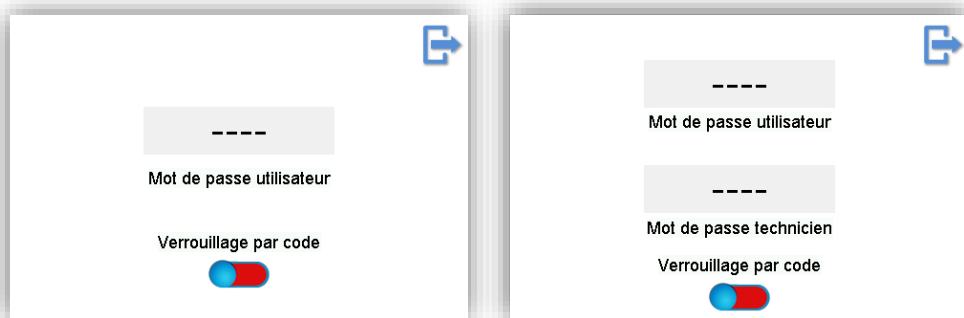 ----
Mot de passe utilisateur
Verrouillage par code
----
Mot de passe utilisateur
----
Mot de passe technicien
Verrouillage par code